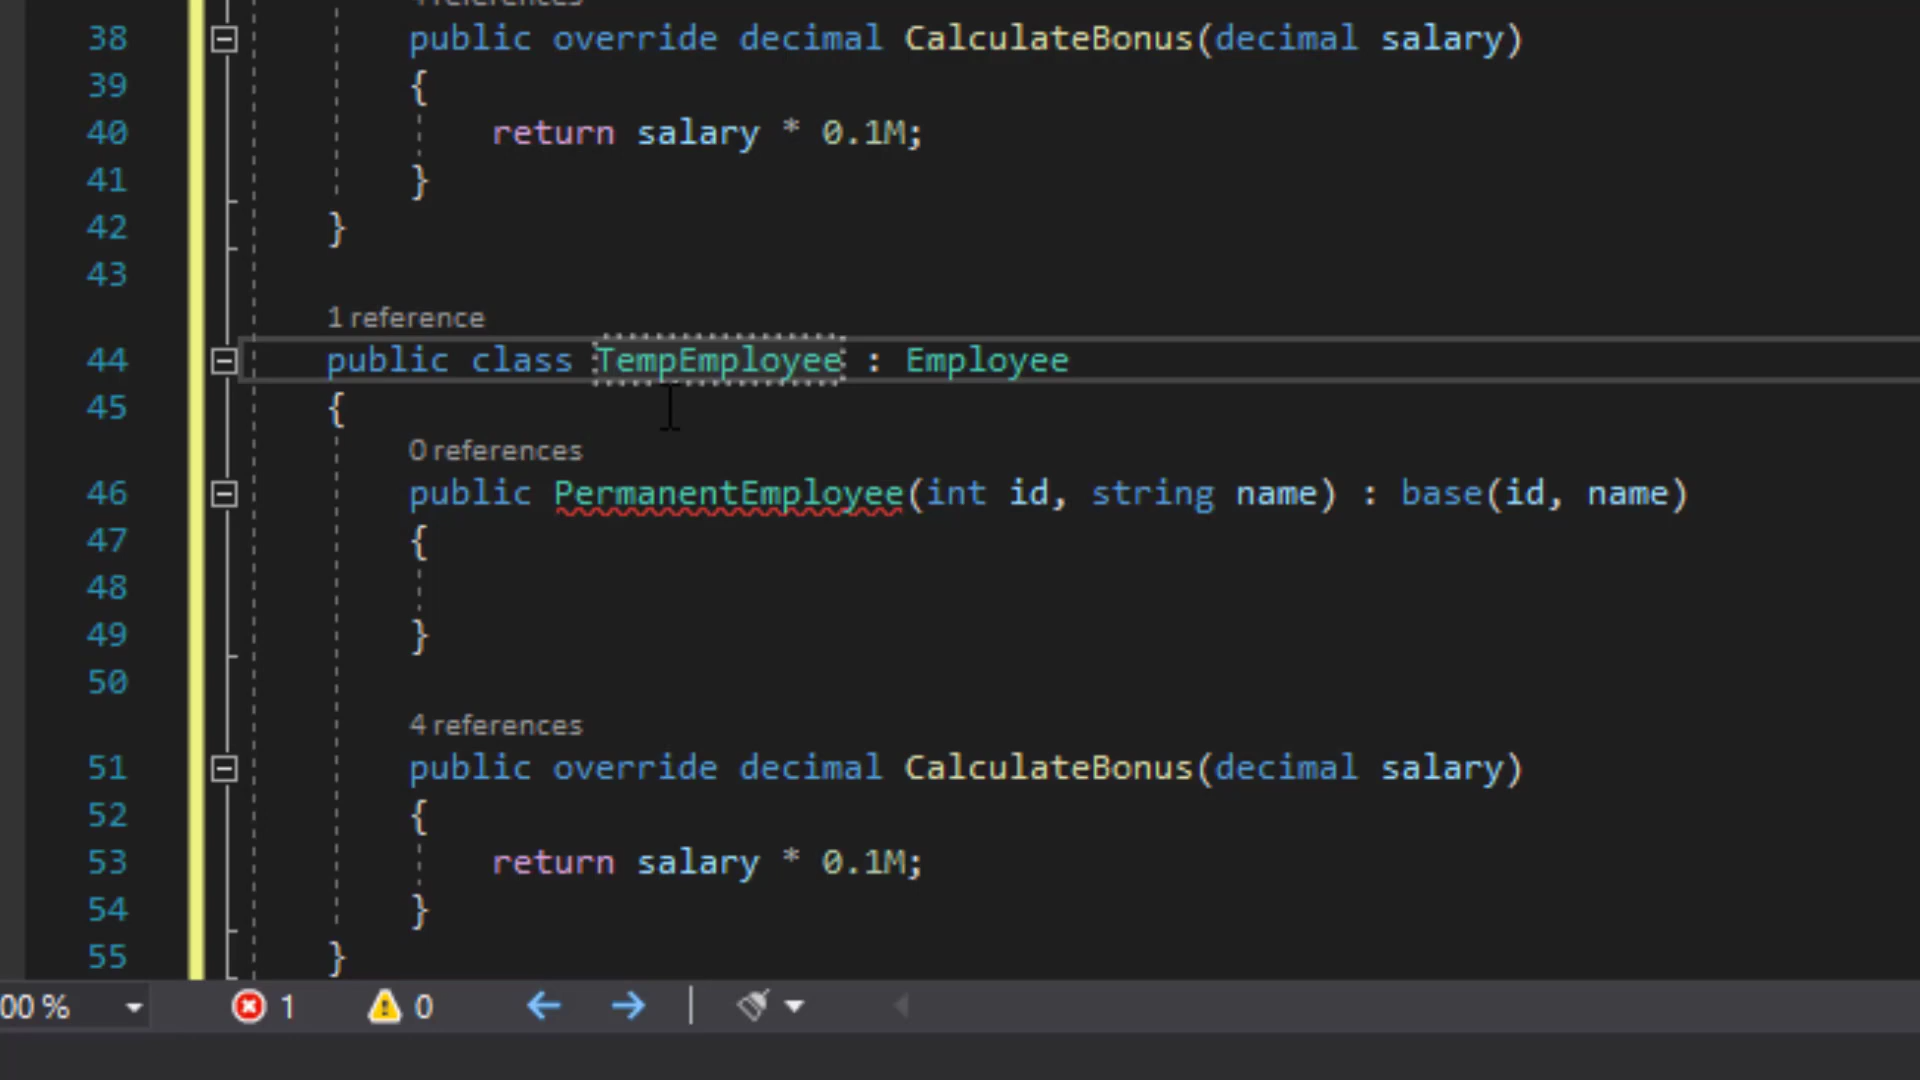 4 references
38 public override decimal CalculateBonus(decimal salary)
39 {
40 return salary * 0.1M;
41 }
42 }
43
1 reference
44 public class TempEmployee : Employee
45 {
0 references
46 public PermanentEmployee(int id, string name) : base(id, name)
47 {
48
49 }
50
4 references
51 public override decimal CalculateBonus(decimal salary)
52 {
53 return salary * 0.1M;
54 }
55 }
00 % 1 0